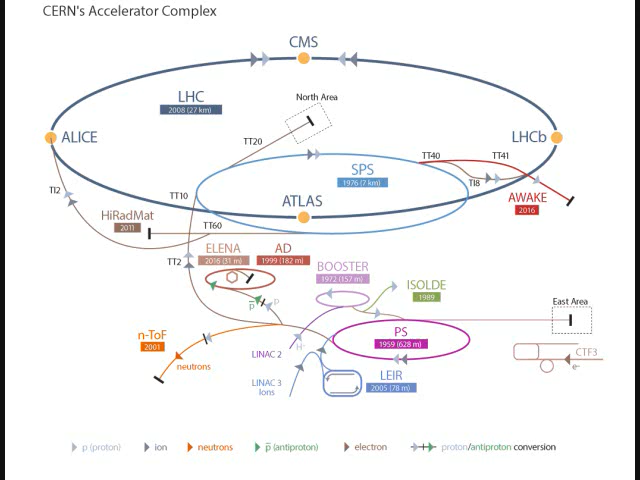 CERN's Accelerator Complex
CMS
LHC
2008 (27 km)
North Area
ALICE
TT20
LHCb
TT40
TT41
SPS
1976 (7 km)
TI2
TT10
TI8
ATLAS
AWAKE
2016
HiRadMat
2011
TT60
ELENA
2016 (31 m)
AD
1999 (182 m)
TT2
BOOSTER
1972 (157 m)
ISOLDE
1989
p̅
p
East Area
n-ToF
2001
PS
1959 (628 m)
H⁻
LINAC 2
neutrons
CTF3
e⁻
LINAC 3
Ions
LEIR
2005 (78 m)
p (proton)
ion
neutrons
p̅ (antiproton)
electron
proton/antiproton conversion